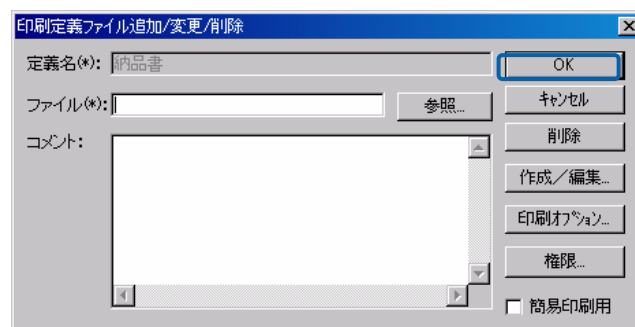 印刷定義ファイル追加/変更/削除
定義名(*): 納品書
OK
ファイル(*):
参照...
キャンセル
コメント:
削除
作成/編集...
印刷オプション...
権限...
簡易印刷用